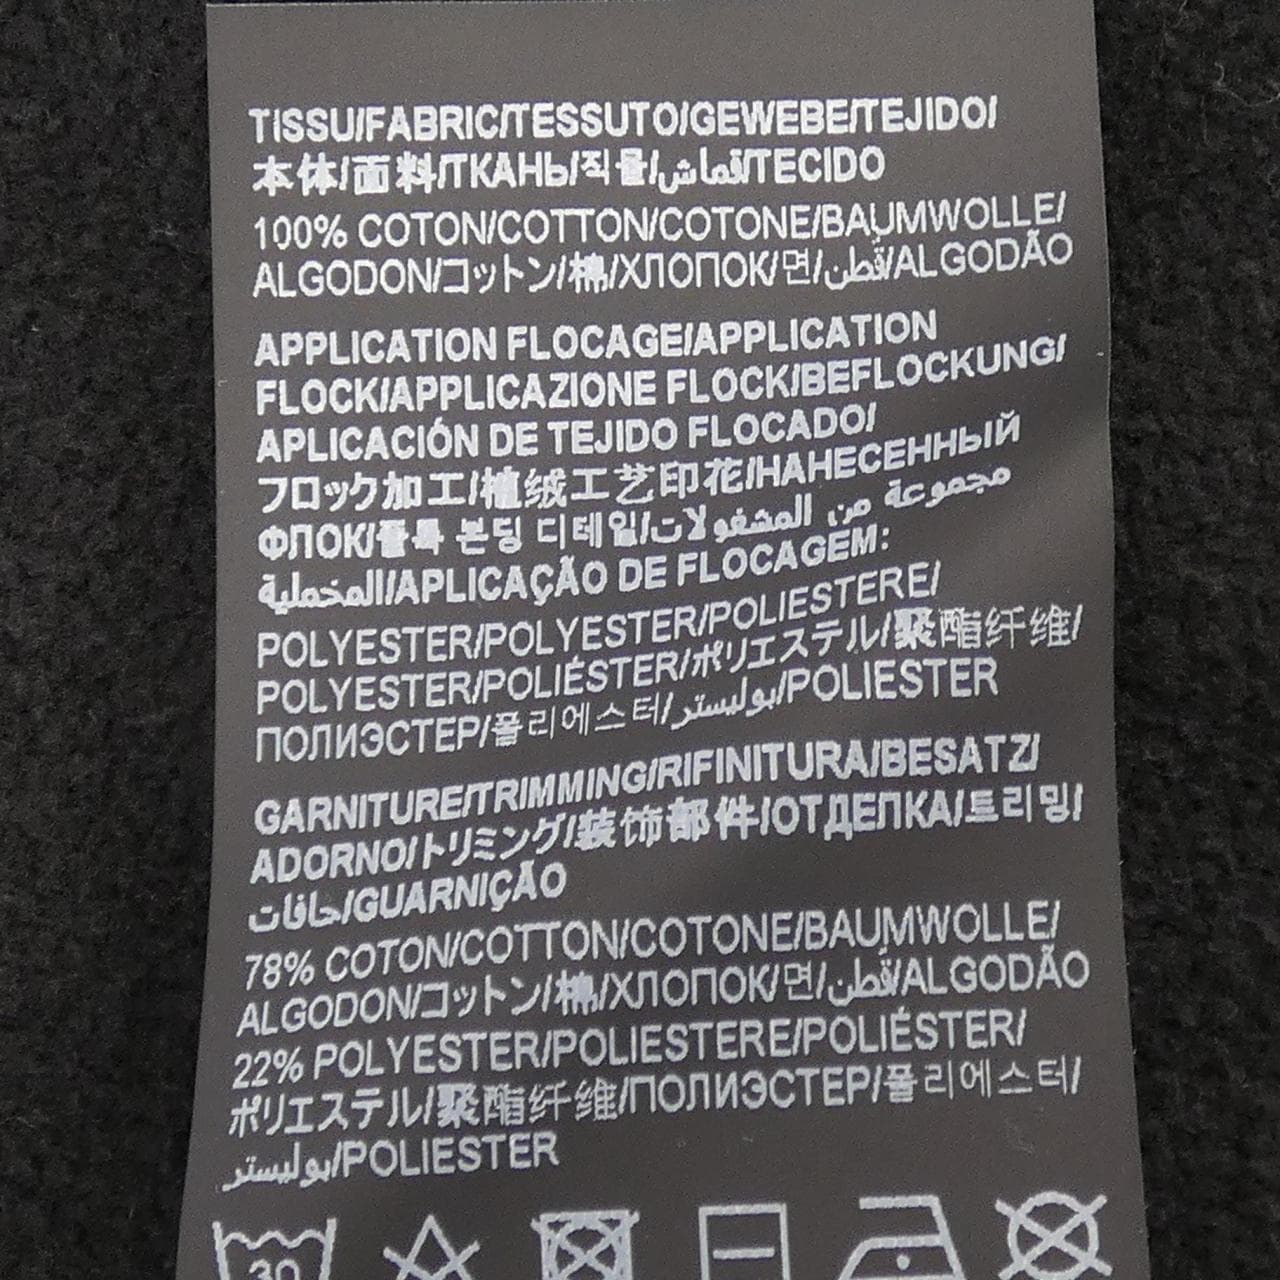 TISSU/FABRIC/TESSUTO/GEWEBE/TEJIDO/
本体/面料/ТКАНЬ/직물/قماش/TECIDO
100% COTON/COTTON/COTONE/BAUMWOLLE/
ALGODON/コットン/棉/ХЛОПОК/면/قطن/ALGODÃO
APPLICATION FLOCAGE/APPLICATION
FLOCK/APPLICAZIONE FLOCK/BEFLOCKUNG/
APLICACIÓN DE TEJIDO FLOCADO/
フロック加工/植绒工艺印花/НАНЕСЕННЫЙ
ФЛОК/플록 본딩 디테일/مجموعة من المشغولات
المخملية/APLICAÇÃO DE FLOCAGEM:
POLYESTER/POLYESTER/POLIESTERE/
POLYESTER/POLIÉSTER/ポリエステル/聚酯纤维/
ПОЛИЭСТЕР/폴리에스터/بوليستر/POLIESTER
GARNITURE/TRIMMING/RIFINITURA/BESATZ/
ADORNO/トリミング/装饰部件/ОТДЕЛКА/트리밍/
حافات/GUARNIÇÃO
78% COTON/COTTON/COTONE/BAUMWOLLE/
ALGODON/コットン/棉/ХЛОПОК/면/قطن/ALGODÃO
22% POLYESTER/POLIESTERE/POLIÉSTER/
ポリエステル/聚酯纤维/ПОЛИЭСТЕР/폴리에스터/
بوليستر/POLIESTER
30